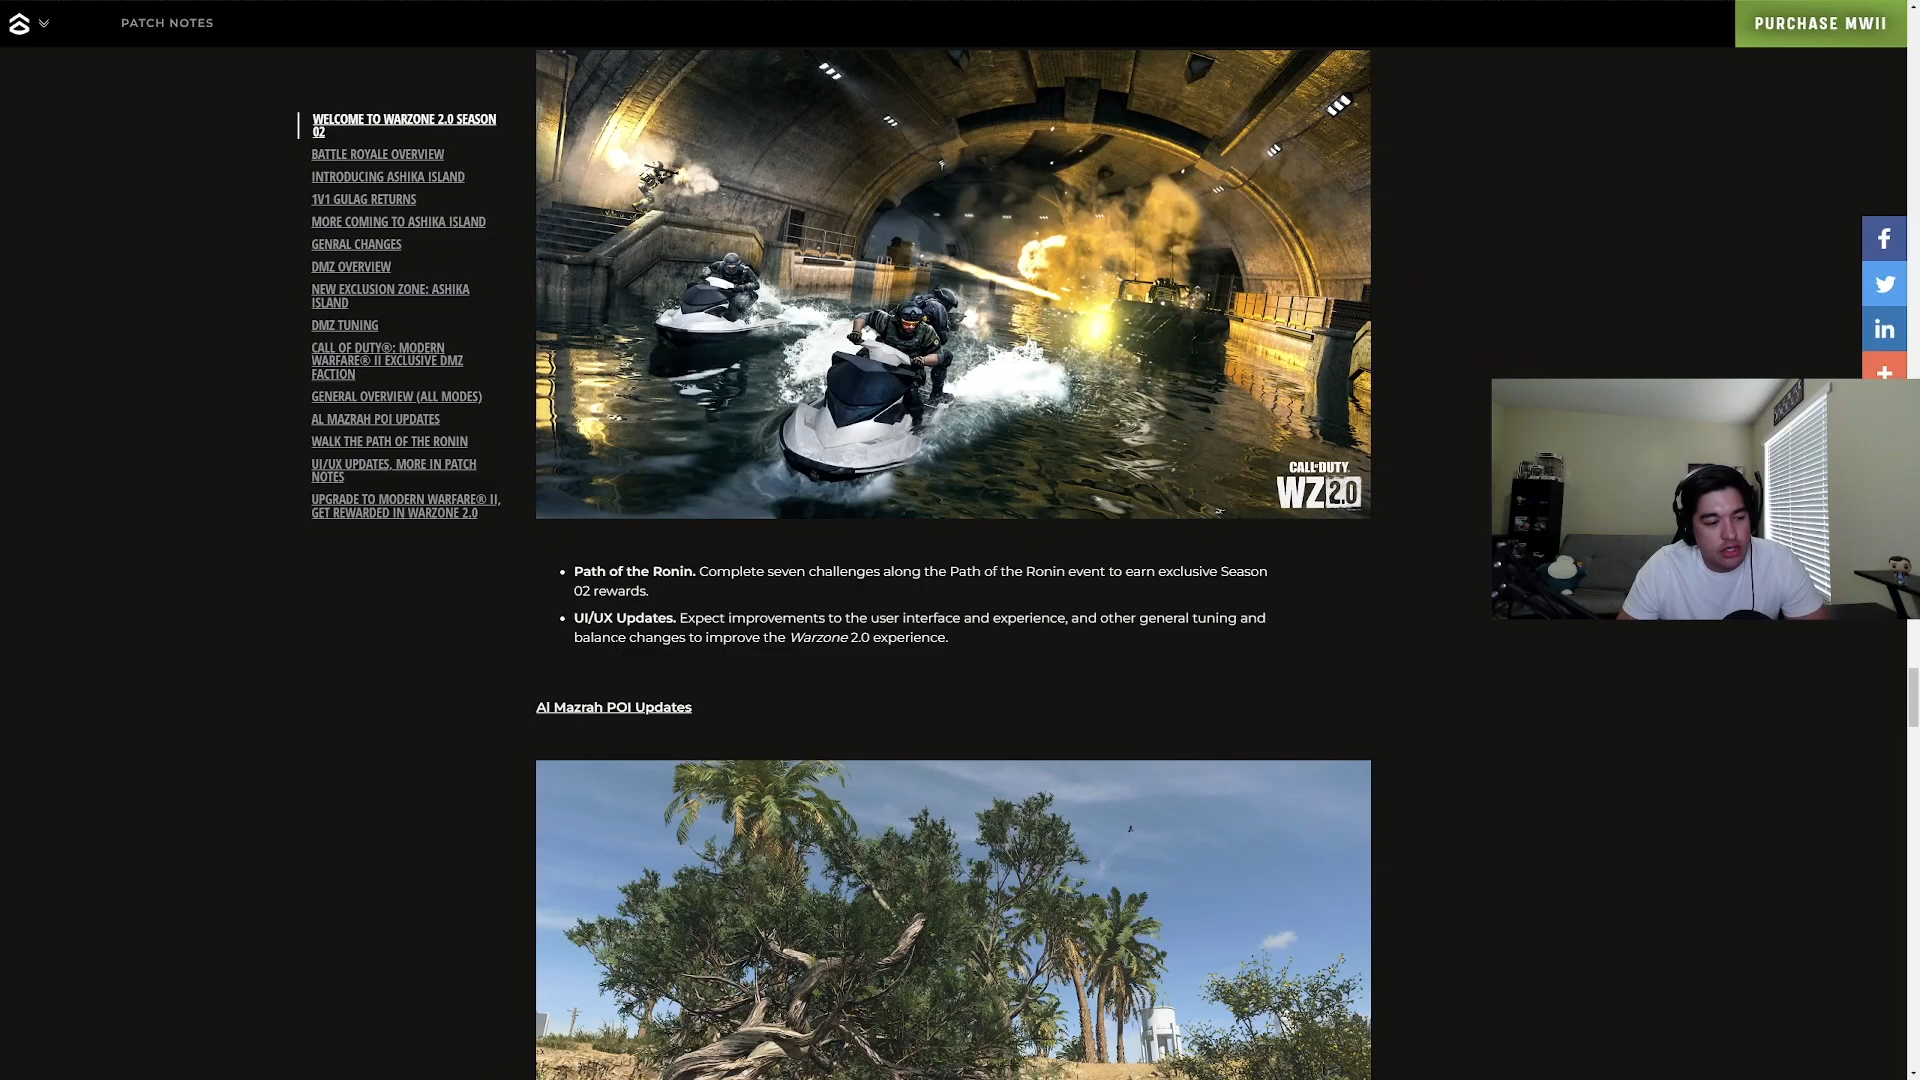 PATCH NOTES
PURCHASE MWII
WELCOME TO WARZONE 2.0 SEASON
02
BATTLE ROYALE OVERVIEW
INTRODUCING ASHIKA ISLAND
1V1 GULAG RETURNS
MORE COMING TO ASHIKA ISLAND
GENRAL CHANGES
DMZ OVERVIEW
NEW EXCLUSION ZONE: ASHIKA
ISLAND
DMZ TUNING
CALL OF DUTY®: MODERN
WARFARE® II EXCLUSIVE DMZ
FACTION
GENERAL OVERVIEW (ALL MODES)
AL MAZRAH POI UPDATES
WALK THE PATH OF THE RONIN
UI/UX UPDATES, MORE IN PATCH
NOTES
UPGRADE TO MODERN WARFARE® II,
GET REWARDED IN WARZONE 2.0
CALL OF DUTY
WZ 2.0
• Path of the Ronin. Complete seven challenges along the Path of the Ronin event to earn exclusive Season
02 rewards.
• UI/UX Updates. Expect improvements to the user interface and experience, and other general tuning and
balance changes to improve the Warzone 2.0 experience.
Al Mazrah POI Updates